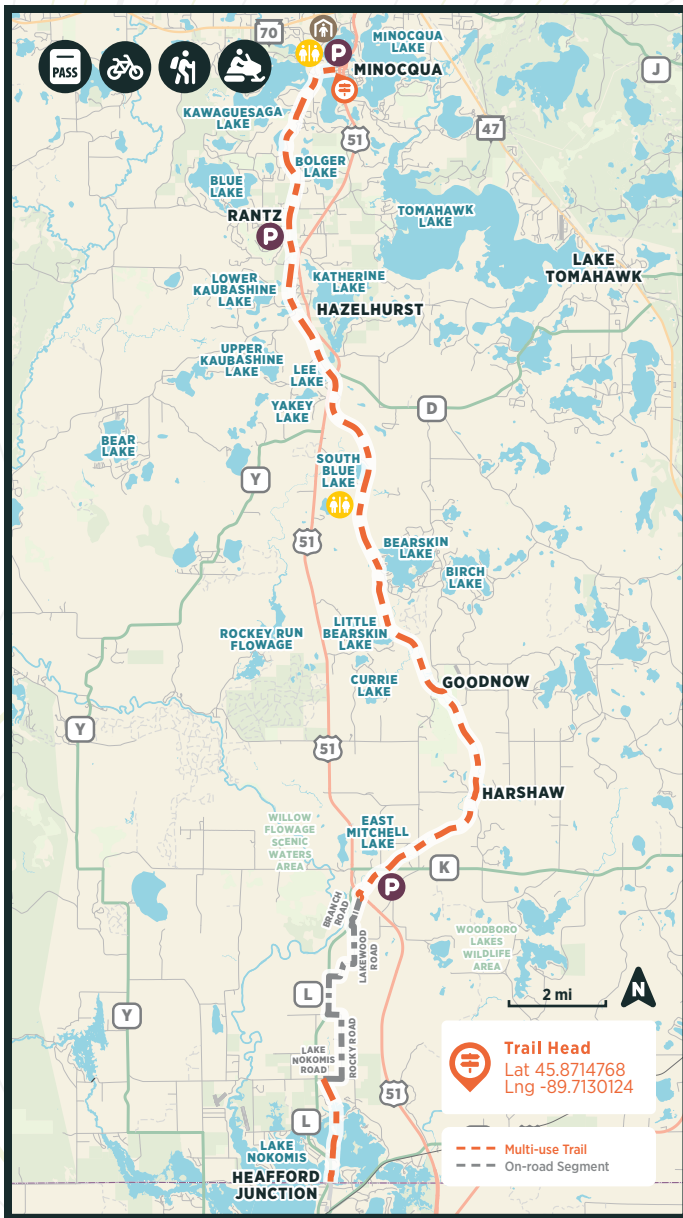 PASS
70
P
MINOCQUA
LAKE
MINOCQUA
J
KAWAGUESAGA
LAKE
51
47
BOLGER
LAKE
BLUE
LAKE
RANTZ
P
TOMAHAWK
LAKE
LAKE
TOMAHAWK
LOWER
KAUBASHINE
LAKE
KATHERINE
LAKE
HAZELHURST
UPPER
KAUBASHINE
LAKE
LEE
LAKE
YAKEY
LAKE
D
BEAR
LAKE
SOUTH
BLUE
LAKE
Y
51
BEARSKIN
LAKE
BIRCH
LAKE
ROCKEY RUN
FLOWAGE
LITTLE
BEARSKIN
LAKE
CURRIE
LAKE
GOODNOW
Y
51
HARSHAW
WILLOW
FLOWAGE
SCENIC
WATERS
AREA
EAST
MITCHELL
LAKE
K
P
BRANCH
ROAD
LAKEWOOD
ROAD
WOODBORO
LAKES
WILDLIFE
AREA
L
2 mi
N
Y
ROCKY ROAD
LAKE
NOKOMIS
ROAD
51
Trail Head
Lat 45.8714768
Lng -89.7130124
L
LAKE
NOKOMIS
HEAFFORD
JUNCTION
Multi-use Trail
On-road Segment